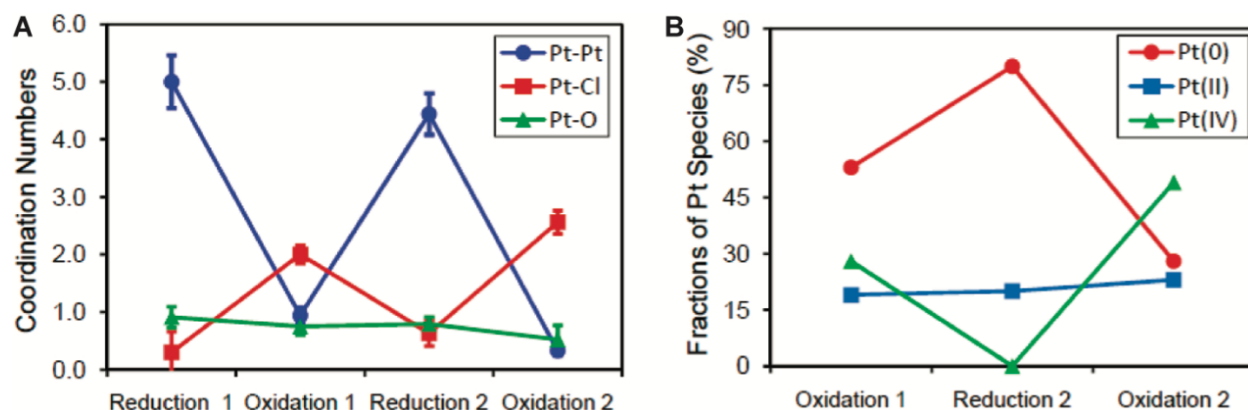 A
Coordination Numbers
6.0
5.0
4.0
3.0
2.0
1.0
0.0
Pt-Pt
Pt-Cl
Pt-O
Reduction 1 Oxidation 1 Reduction 2 Oxidation 2
B
Fractions of Pt Species (%)
90
75
60
45
30
15
0
Pt(0)
Pt(II)
Pt(IV)
Oxidation 1 Reduction 2 Oxidation 2